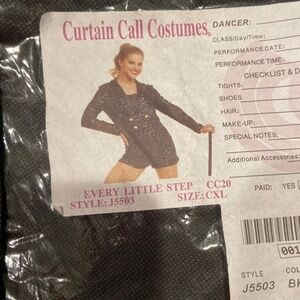 Curtain Call Costumes®
DANCER:
CLASS/Day/Time:
PERFORMANCE DATE:
PERFORMANCE TIME:
CHECKLIST & D
TIGHTS:
SHOES
HAIR:
MAKE-UP:
SPECIAL NOTES:
Additional Accessories
EVERY LITTLE STEP CC20
STYLE: J5503 SIZE: CXL
PAID: YES
001
STYLE
J5503